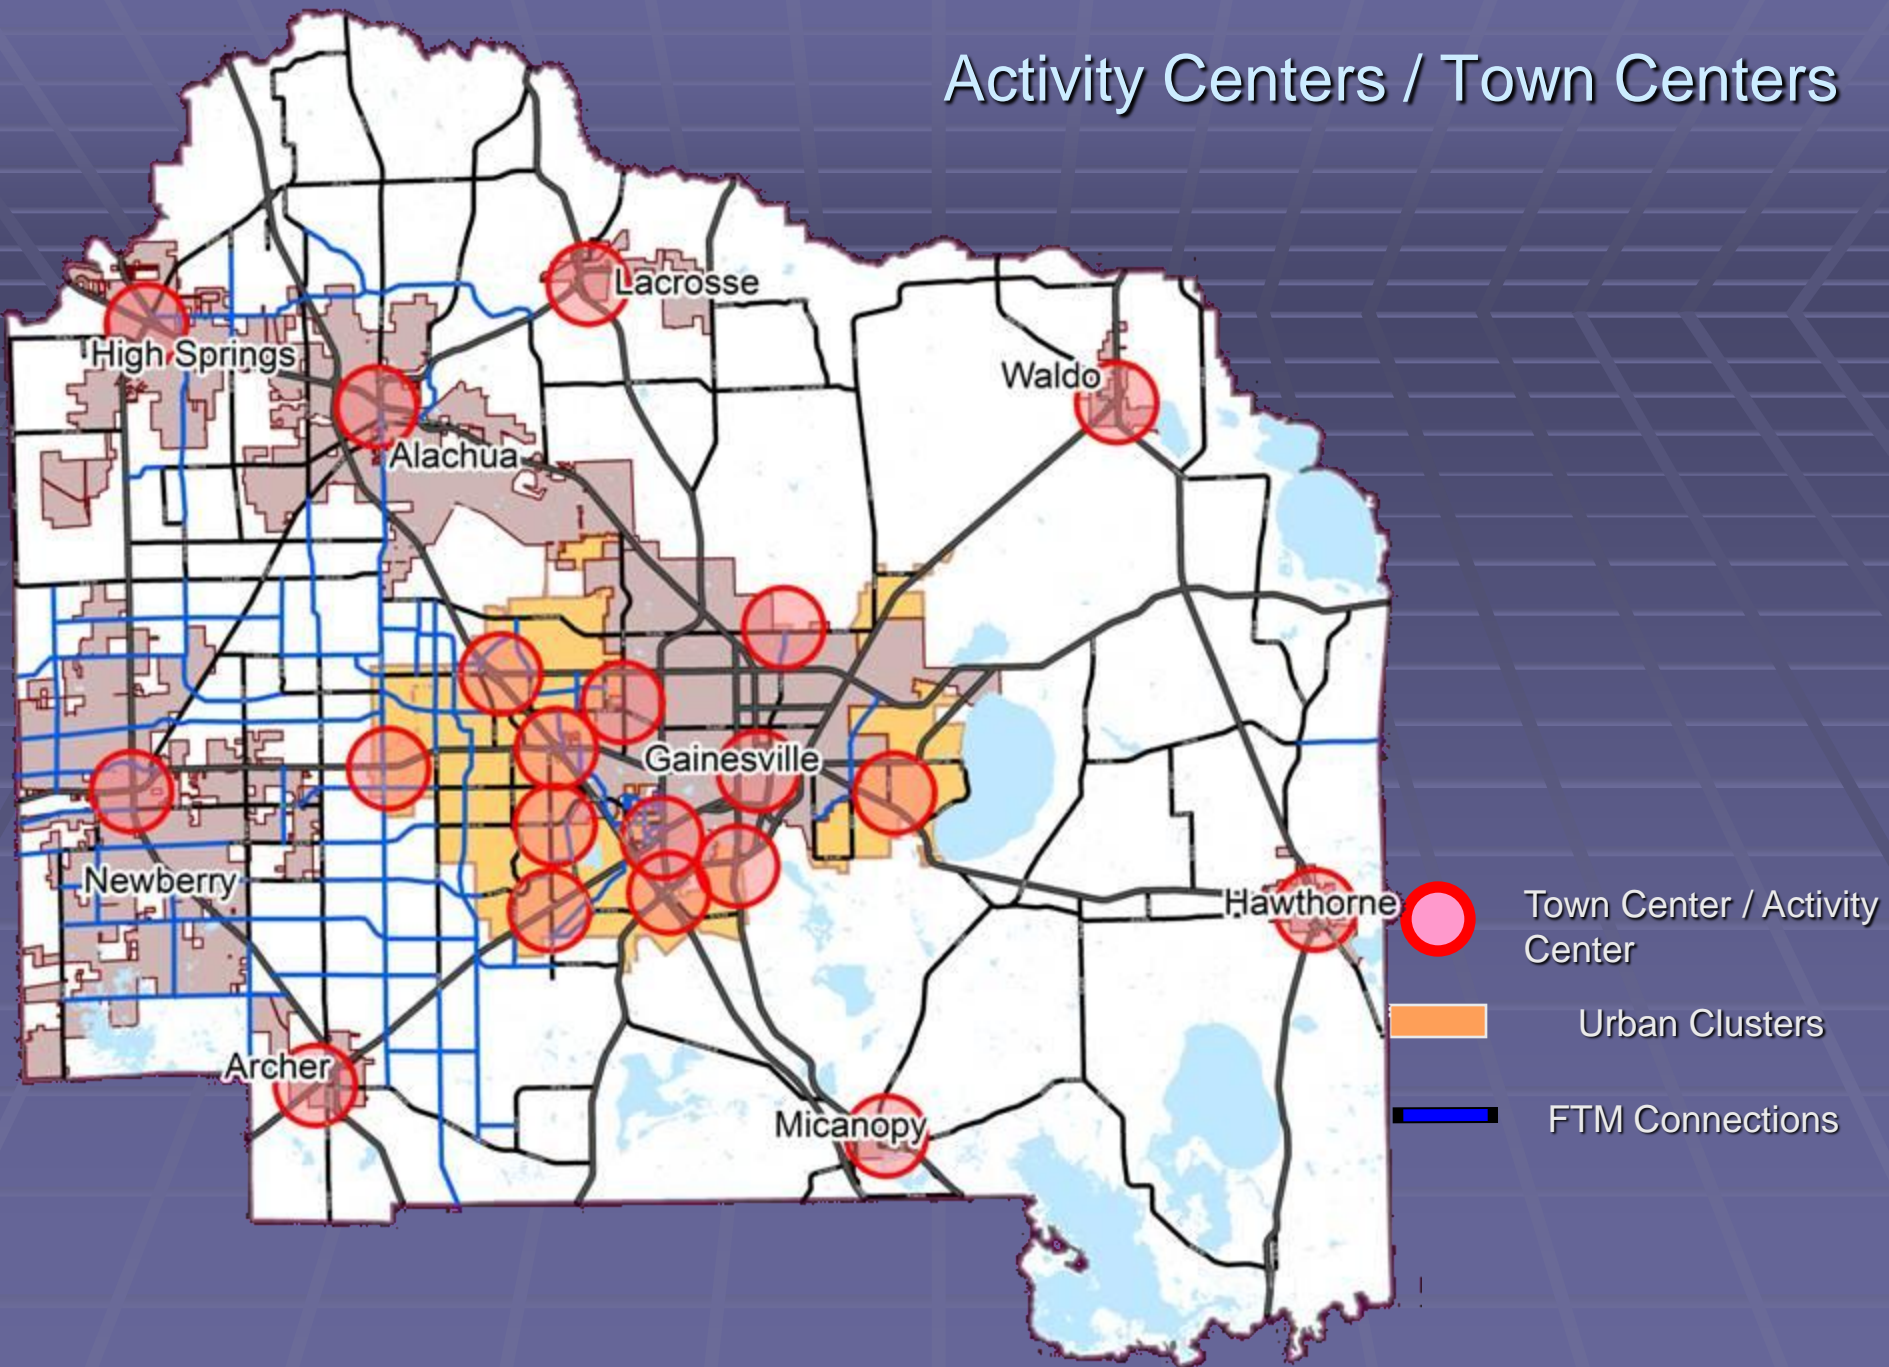 Activity Centers / Town Centers
Lacrosse
High Springs
Waldo
Alachua
Gainesville
Newberry
Hawthorne
Town Center / Activity
Center
Urban Clusters
Archer
Micanopy
FTM Connections